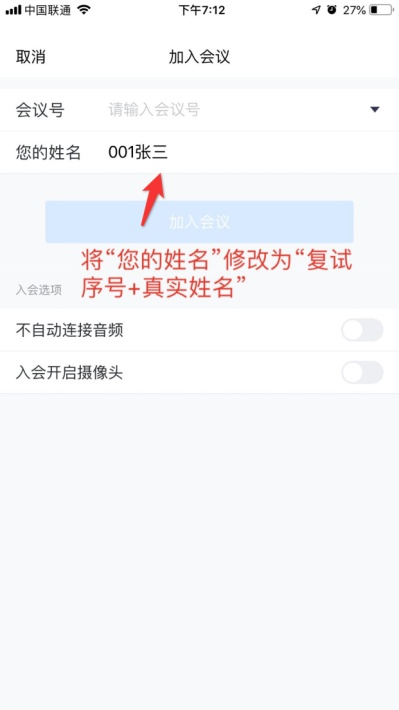 中国联通 下午7:12 27%
取消 加入会议
会议号 请输入会议号
您的姓名 001张三
加入会议
将“您的姓名”修改为“复试
序号+真实姓名”
入会选项
不自动连接音频
入会开启摄像头